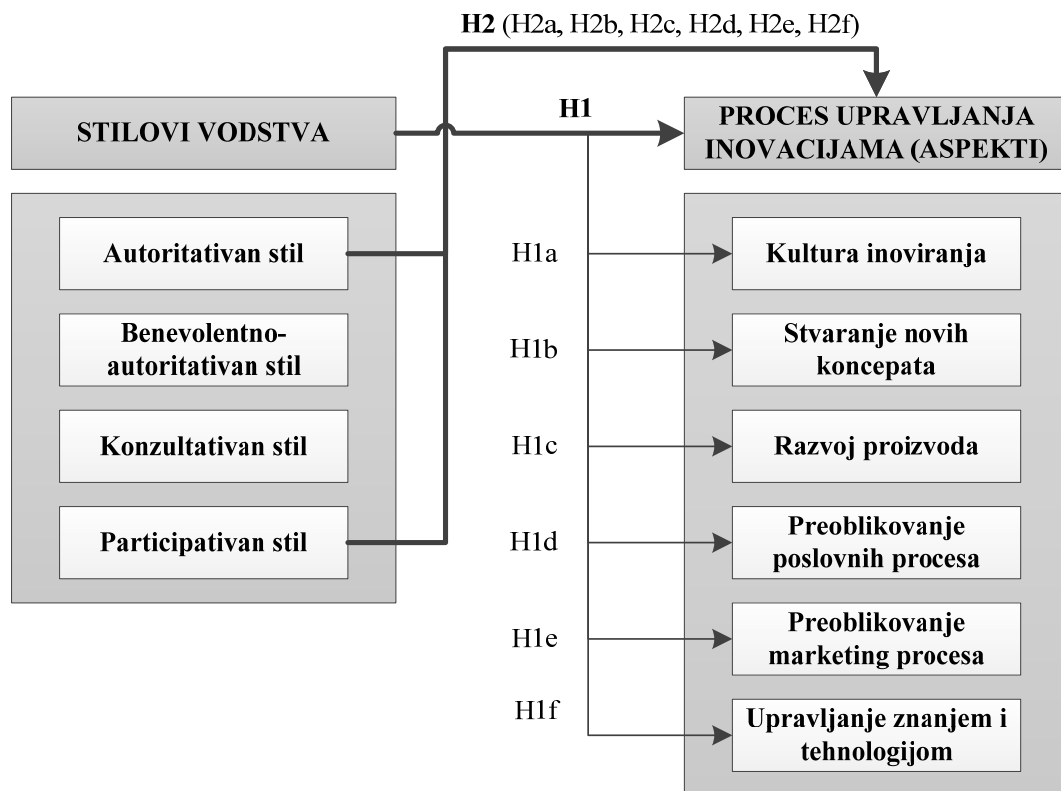 H2 (H2a, H2b, H2c, H2d, H2e, H2f)
H1
STILOVI VODSTVA
PROCES UPRAVLJANJA
INOVACIJAMA (ASPEKTI)
Autoritativan stil
Benevolentno-
autoritativan stil
Konzultativan stil
Participativan stil
H1a
Kultura inoviranja
H1b
Stvaranje novih
koncepata
H1c
Razvoj proizvoda
H1d
Preoblikovanje
poslovnih procesa
H1e
Preoblikovanje
marketing procesa
H1f
Upravljanje znanjem i
tehnologijom